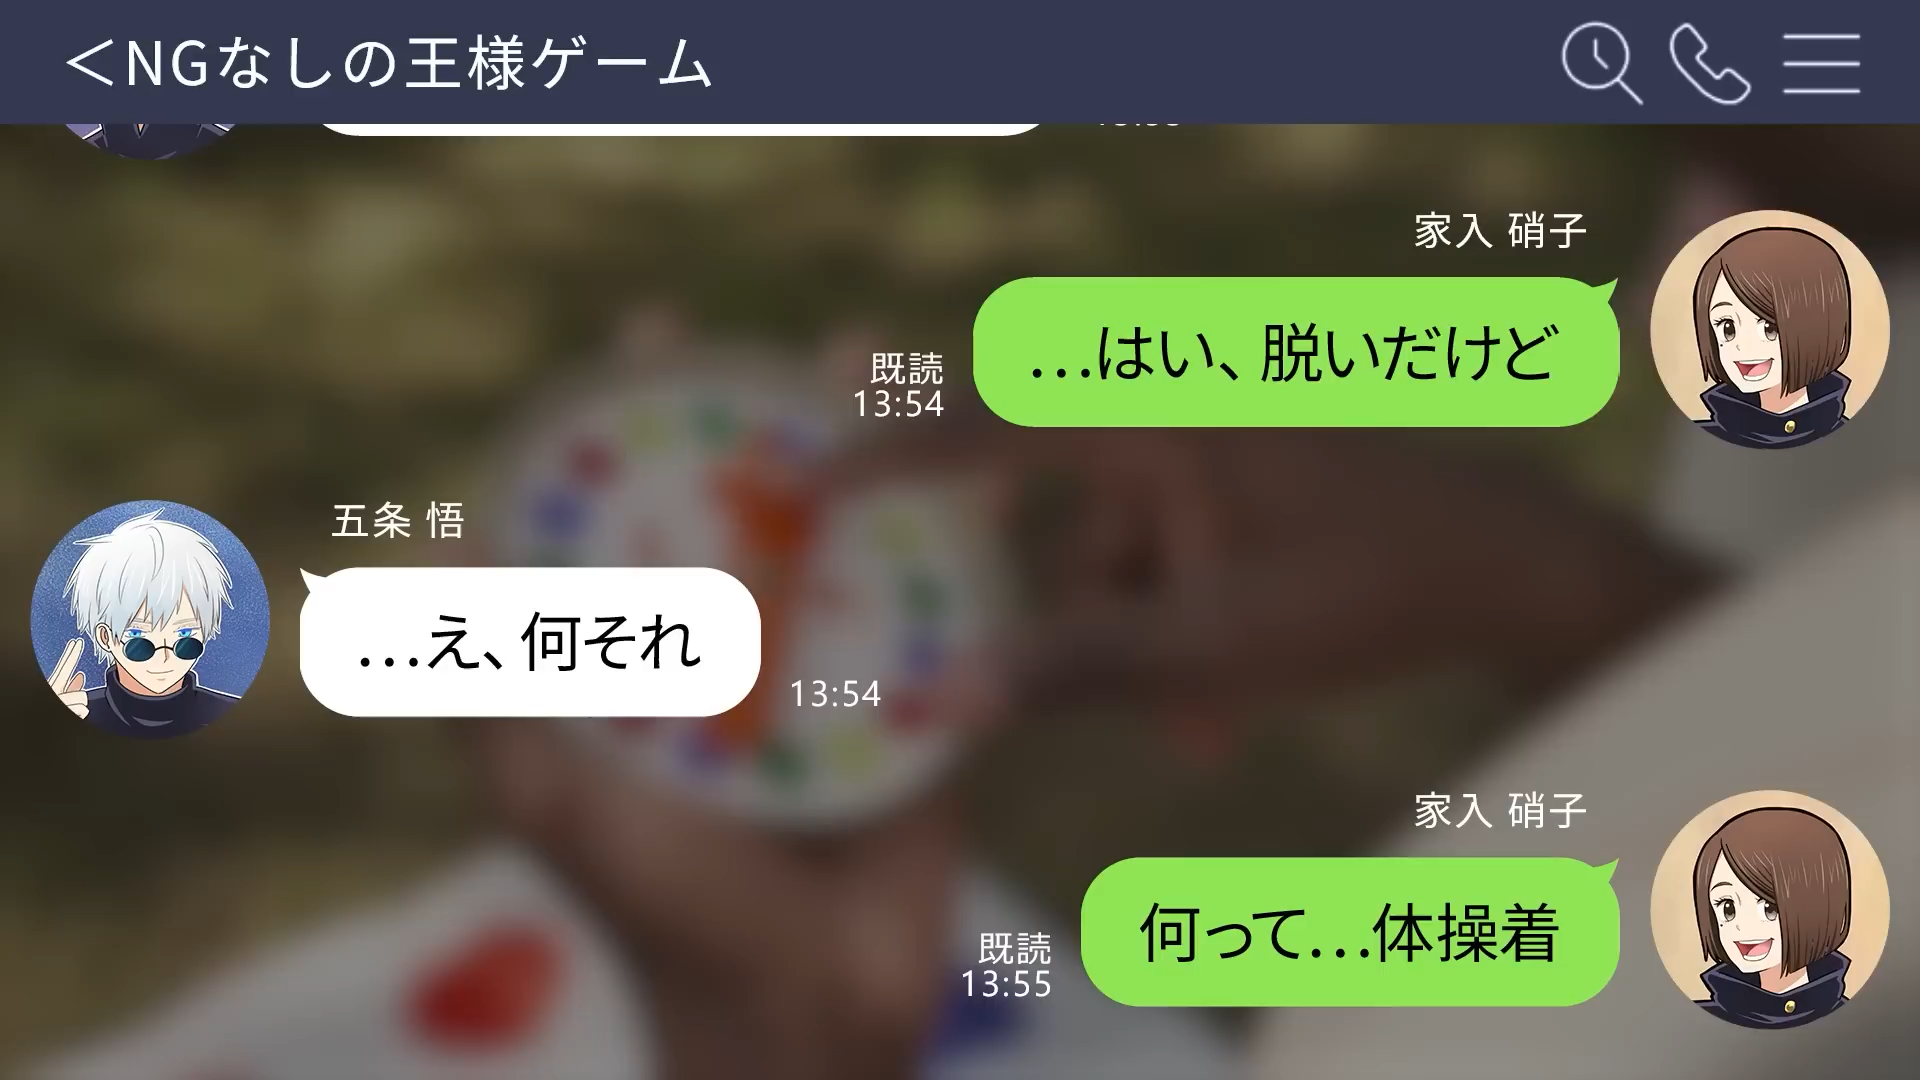 ＜NGなしの王様ゲーム
家入 硝子
…はい、脱いだけど
既読
13:54
五条 悟
…え、何それ
13:54
家入 硝子
何って…体操着
既読
13:55